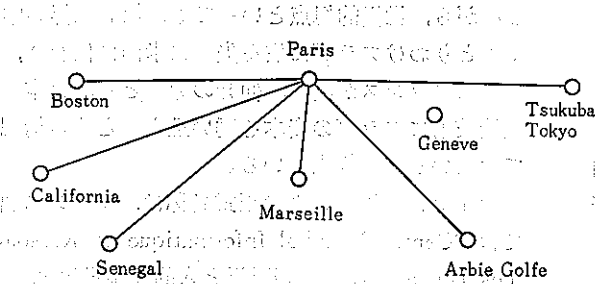 Paris
Boston
Tsukuba
Tokyo
Geneve
California
Marseille
Senegal
Arbie Golfe